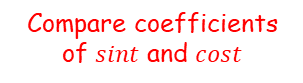 Compare coefficients
of sint and cost